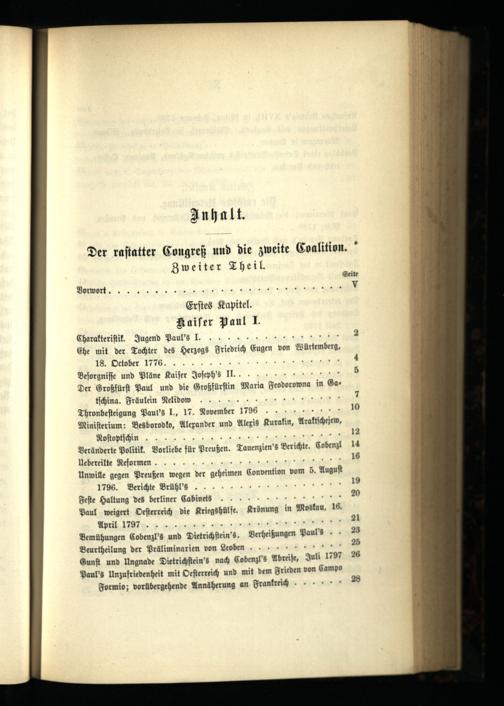 Inhalt.
Der rastatter Congreß und die zweite Coalition.
Zweiter Theil.
Seite
Vorwort . . . . . . . . . . . . . . . . . . . . . . . . . . V
Erstes Kapitel.
Kaiser Paul I.
Charakteristik. Jugend Paul's I. . . . . . . . . . . . . . . . 2
Ehe mit der Tochter des Herzogs Friedrich Eugen von Würtemberg,
18. October 1776 . . . . . . . . . . . . . . . . . . . 4
Besorgnisse und Pläne Kaiser Joseph's II. . . . . . . . . . . . 5
Der Großfürst Paul und die Großfürstin Maria Feodorowna in Ga-
tschina. Fräulein Nelidow . . . . . . . . . . . . . . . 7
Thronbesteigung Paul's I., 17. November 1796 . . . . . . . . . 10
Ministerium: Besborodko, Alexander und Alexis Kurakin, Araktschejew,
Rostoptschin . . . . . . . . . . . . . . . . . . . . . 12
Veränderte Politik. Vorliebe für Preußen. Tauenzien's Berichte. Cobenzl 14
Uebereilte Reformen . . . . . . . . . . . . . . . . . . . . 16
Unwille gegen Preußen wegen der geheimen Convention vom 5. August
1796. Berichte Brühl's . . . . . . . . . . . . . . . . 19
Feste Haltung des berliner Cabinets . . . . . . . . . . . . . 20
Paul weigert Oesterreich die Kriegshülfe. Krönung in Moskau, 16.
April 1797 . . . . . . . . . . . . . . . . . . . . . . 21
Bemühungen Cobenzl's und Dietrichstein's. Verheißungen Paul's . . 23
Beurtheilung der Präliminarien von Leoben . . . . . . . . . . 25
Gunst und Ungnade Dietrichstein's nach Cobenzl's Abreise, Juli 1797 26
Paul's Unzufriedenheit mit Oesterreich und mit dem Frieden von Campo
Formio; vorübergehende Annäherung an Frankreich . . . . . . 28